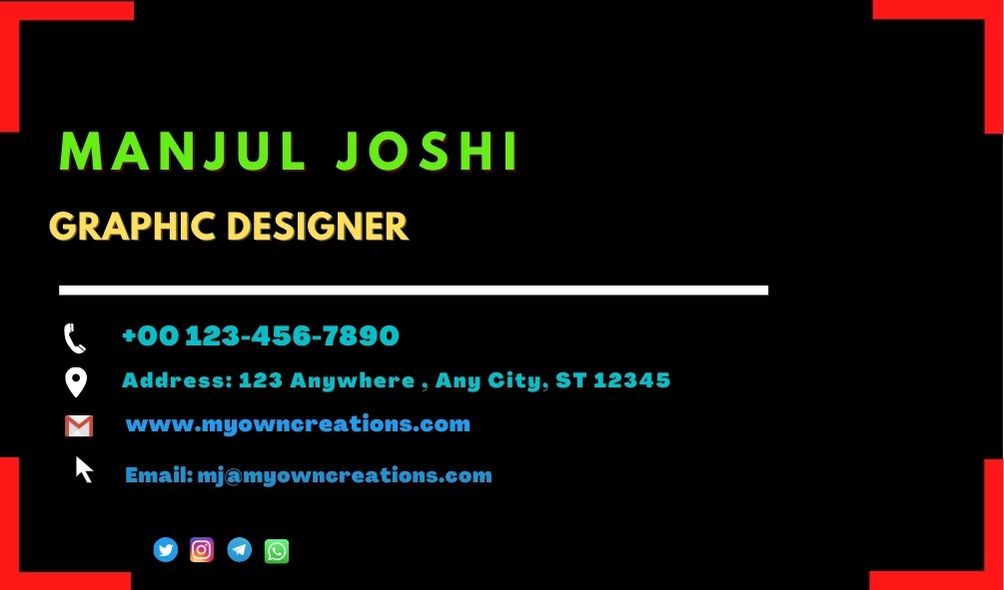 MANJUL JOSHI
GRAPHIC DESIGNER
+00 123-456-7890
Address: 123 Anywhere , Any City, ST 12345
www.myowncreations.com
Email: mj@myowncreations.com